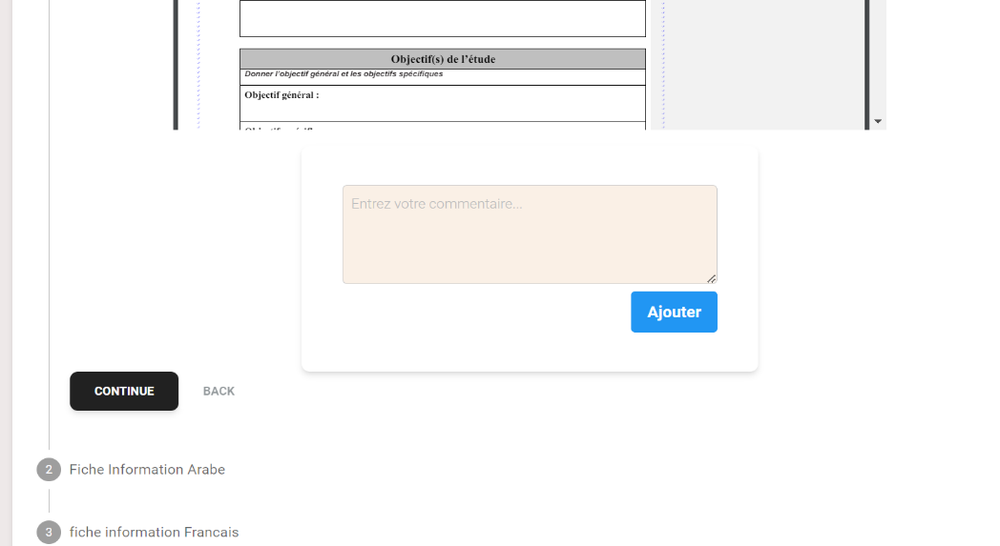 Objectif(s) de l'étude
Donner l'objectif général et les objectifs spécifiques
Objectif général :
Entrez votre commentaire...
Ajouter
CONTINUE BACK
2 Fiche Information Arabe
3 fiche information Francais